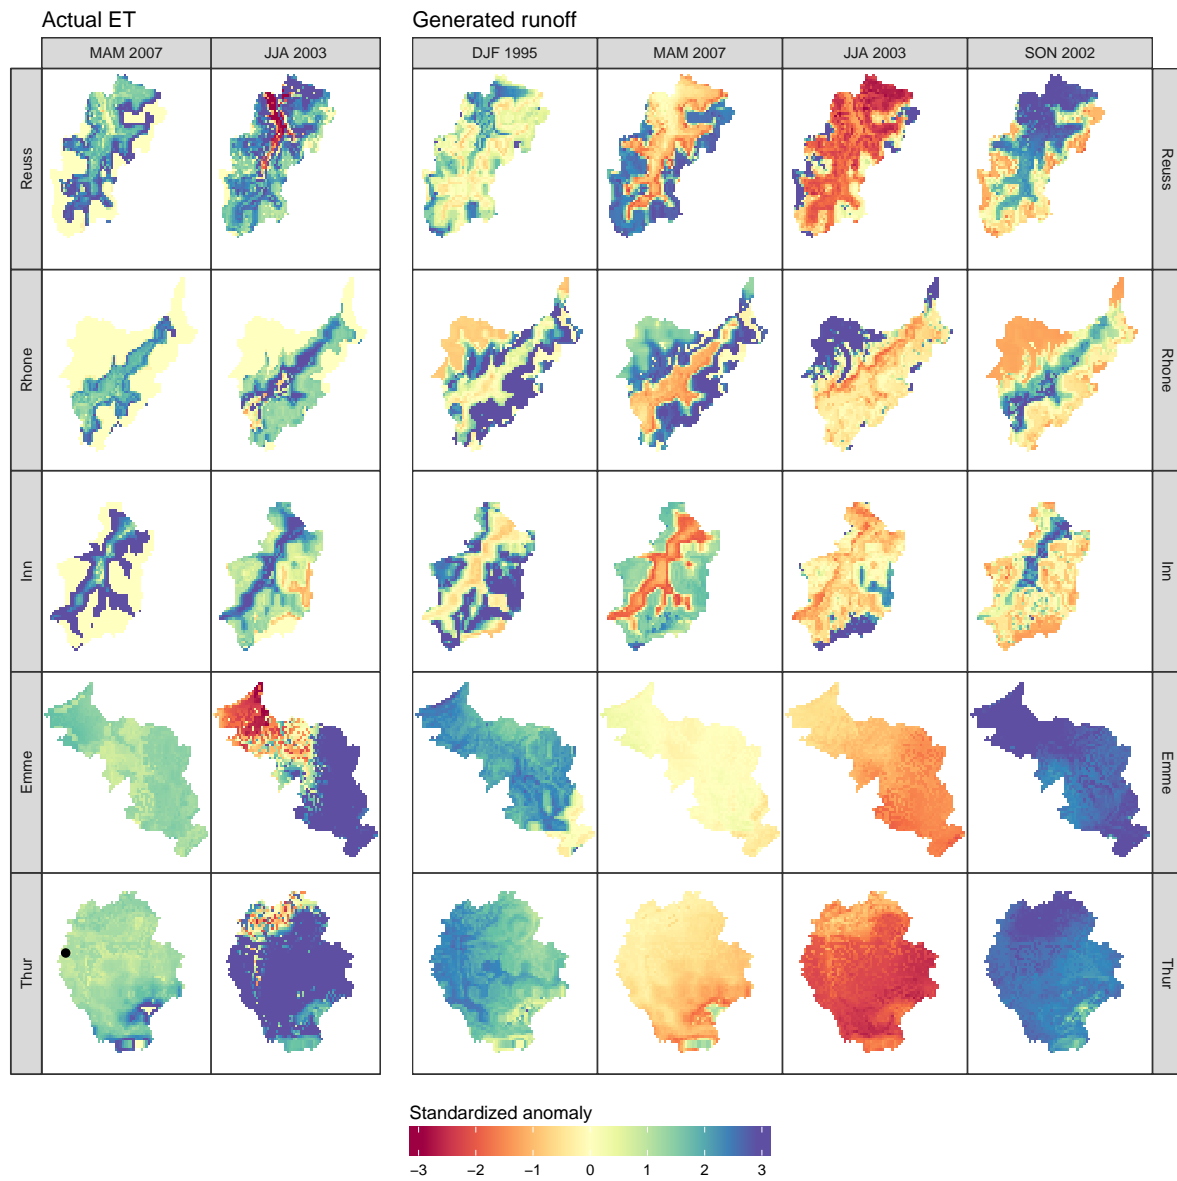 Actual ET
Generated runoff
MAM 2007
JJA 2003
DJF 1995
MAM 2007
JJA 2003
SON 2002
Reuss
Reuss
Rhone
Rhone
Inn
Inn
Emme
Emme
Thur
Thur
Standardized anomaly
−3 −2 −1 0 1 2 3